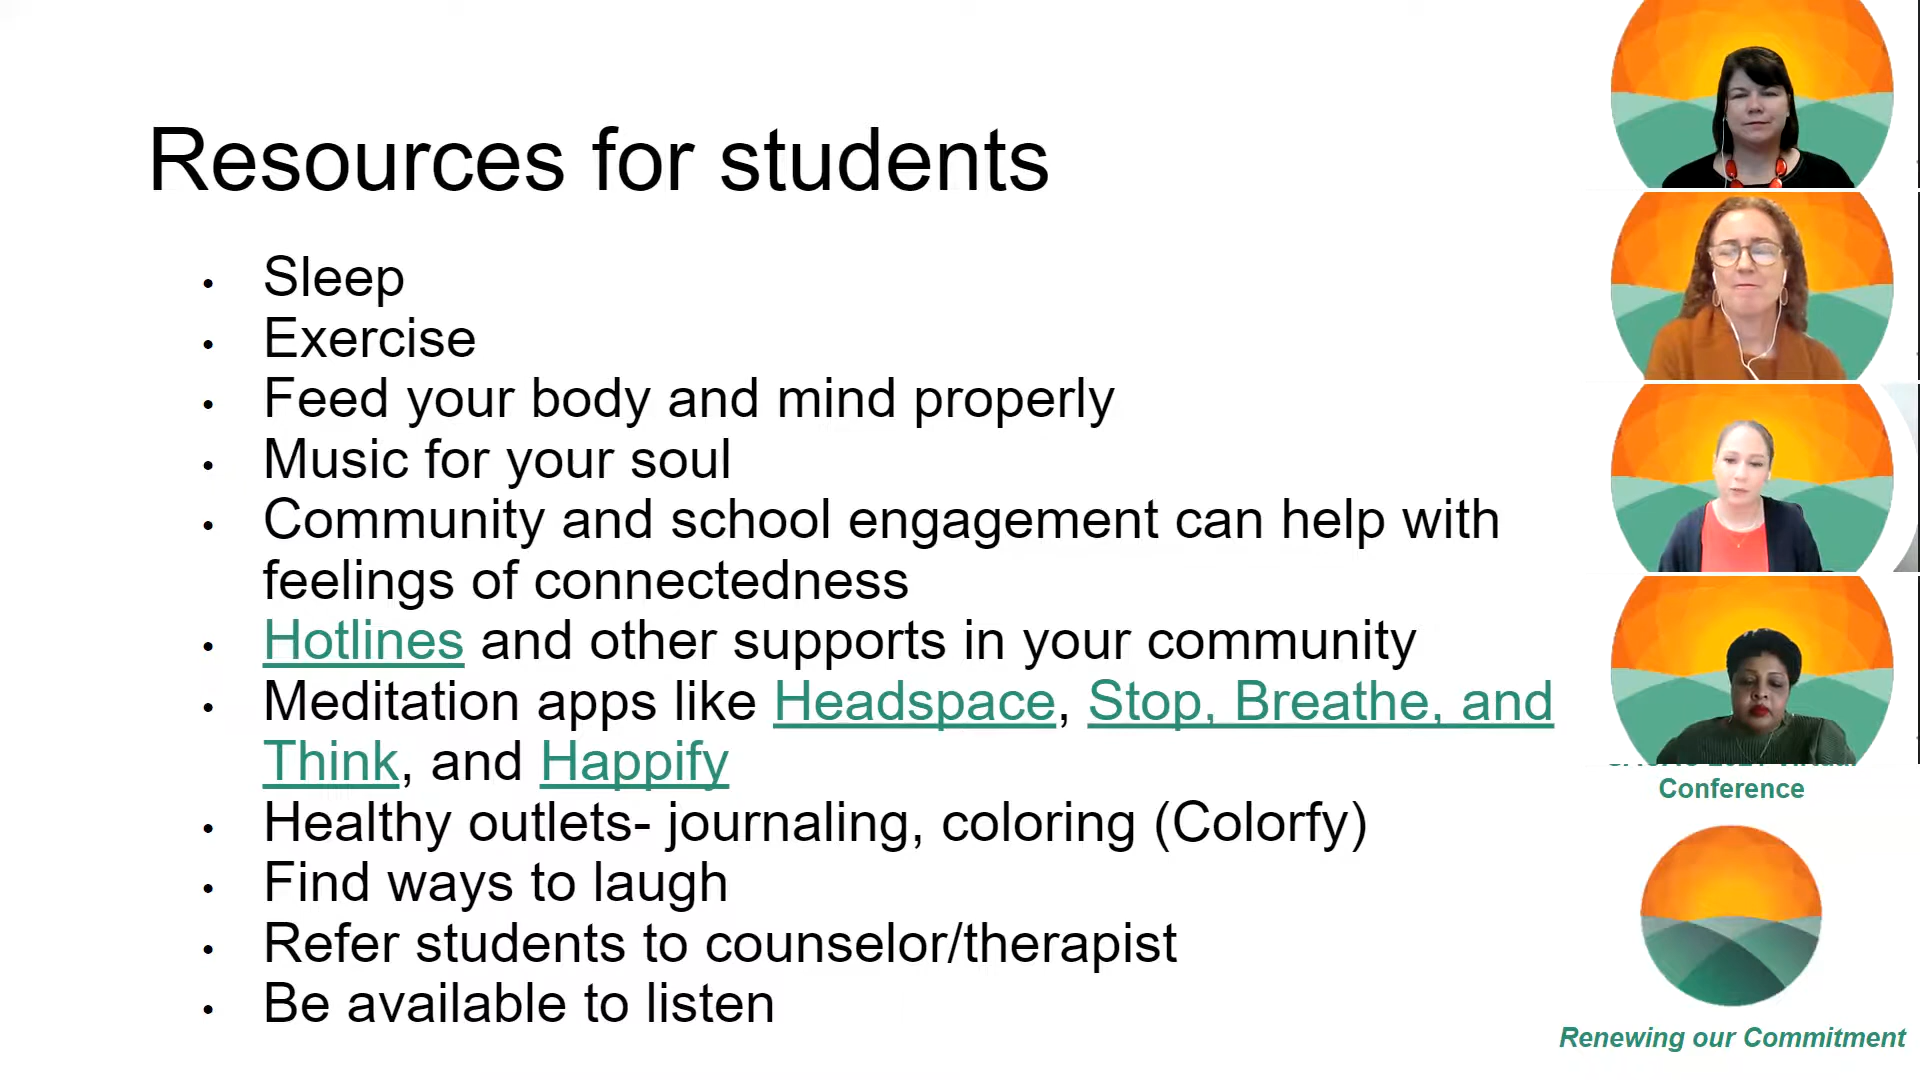 Resources for students
• Sleep
• Exercise
• Feed your body and mind properly
• Music for your soul
• Community and school engagement can help with
feelings of connectedness
• Hotlines and other supports in your community
• Meditation apps like Headspace, Stop, Breathe, and
Think, and Happify
• Healthy outlets- journaling, coloring (Colorfy)
• Find ways to laugh
• Refer students to counselor/therapist
• Be available to listen
Conference
Renewing our Commitment